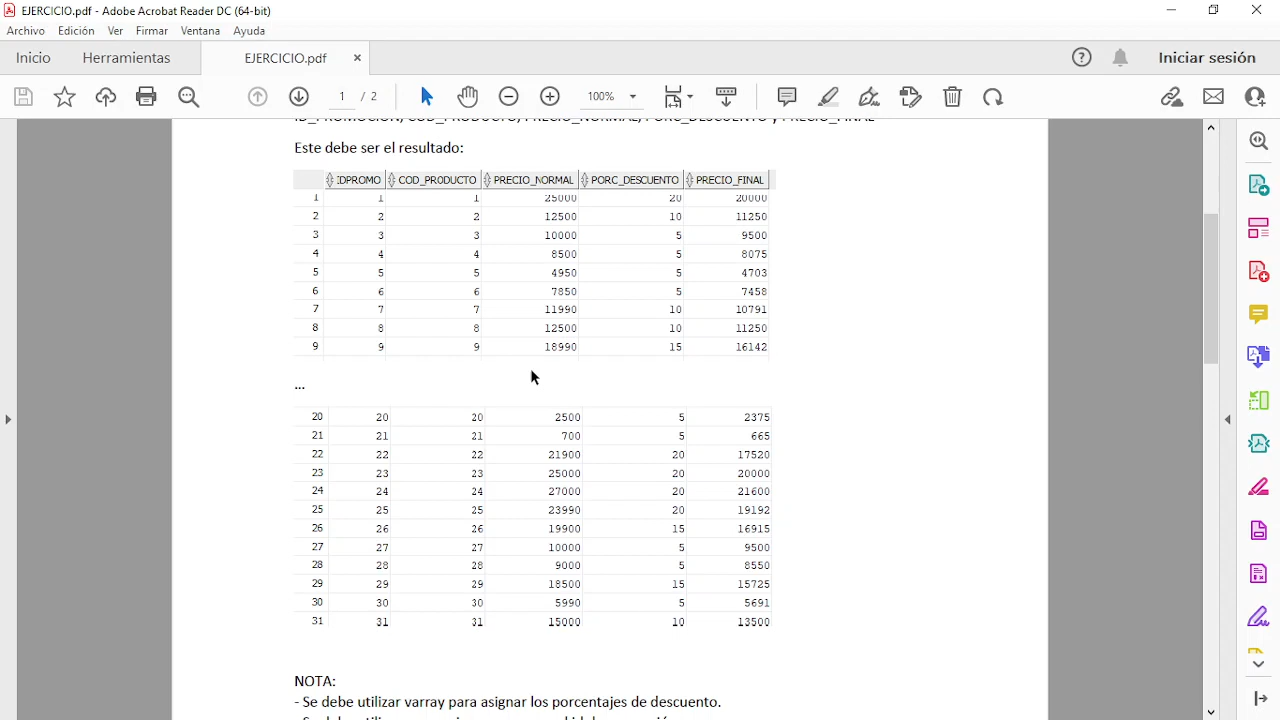 EJERCICIO.pdf - Adobe Acrobat Reader DC (64-bit)
Archivo Edición Ver Firmar Ventana Ayuda
Inicio Herramientas EJERCICIO.pdf × Iniciar sesión
1 / 2 100%
ID_PROMOCION, COD_PRODUCTO, PRECIO_NORMAL, PORC_DESCUENTO y PRECIO_FINAL
Este debe ser el resultado:
IDPROMO COD_PRODUCTO PRECIO_NORMAL PORC_DESCUENTO PRECIO_FINAL
1 1 1 25000 20 20000
2 2 2 12500 10 11250
3 3 3 10000 5 9500
4 4 4 8500 5 8075
5 5 5 4950 5 4703
6 6 6 7850 5 7458
7 7 7 11990 10 10791
8 8 8 12500 10 11250
9 9 9 18990 15 16142
...
20 20 20 2500 5 2375
21 21 21 700 5 665
22 22 22 21900 20 17520
23 23 23 25000 20 20000
24 24 24 27000 20 21600
25 25 25 23990 20 19192
26 26 26 19900 15 16915
27 27 27 10000 5 9500
28 28 28 9000 5 8550
29 29 29 18500 15 15725
30 30 30 5990 5 5691
31 31 31 15000 10 13500
NOTA:
- Se debe utilizar varray para asignar los porcentajes de descuento.